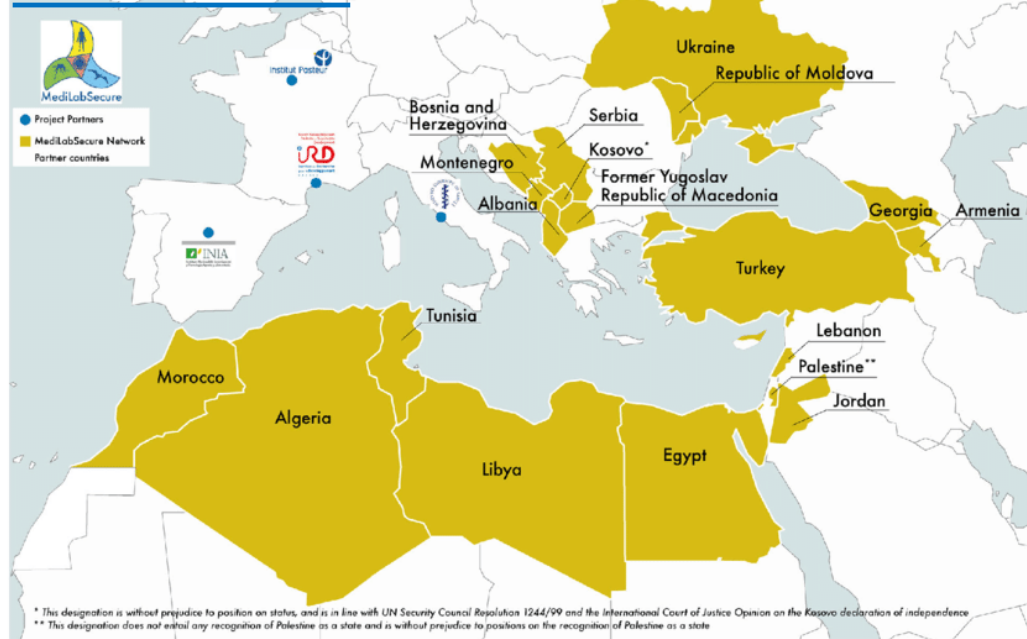 MediLabSecure
Project Partners
MediLabSecure Network
Partner countries
Institut Pasteur
IRD
INIA
Ukraine
Republic of Moldova
Bosnia and
Herzegovina
Serbia
Kosovo*
Montenegro
Former Yugoslav
Republic of Macedonia
Albania
Georgia
Armenia
Turkey
Tunisia
Lebanon
Palestine**
Jordan
Morocco
Algeria
Libya
Egypt
* This designation is without prejudice to position on status, and is in line with UN Security Council Resolution 1244/99 and the International Court of Justice Opinion on the Kosovo declaration of independence
** This designation does not entail any recognition of Palestine as a state and is without prejudice to positions on the recognition of Palestine as a state